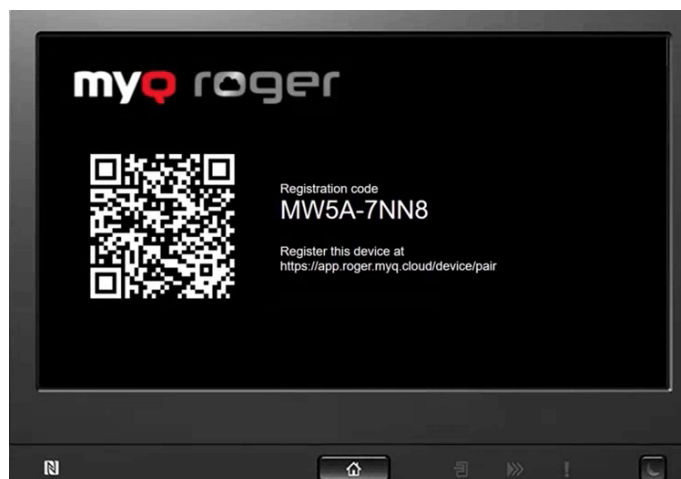 myQ roger
Registration code
MW5A-7NN8
Register this device at
https://app.roger.myq.cloud/device/pair